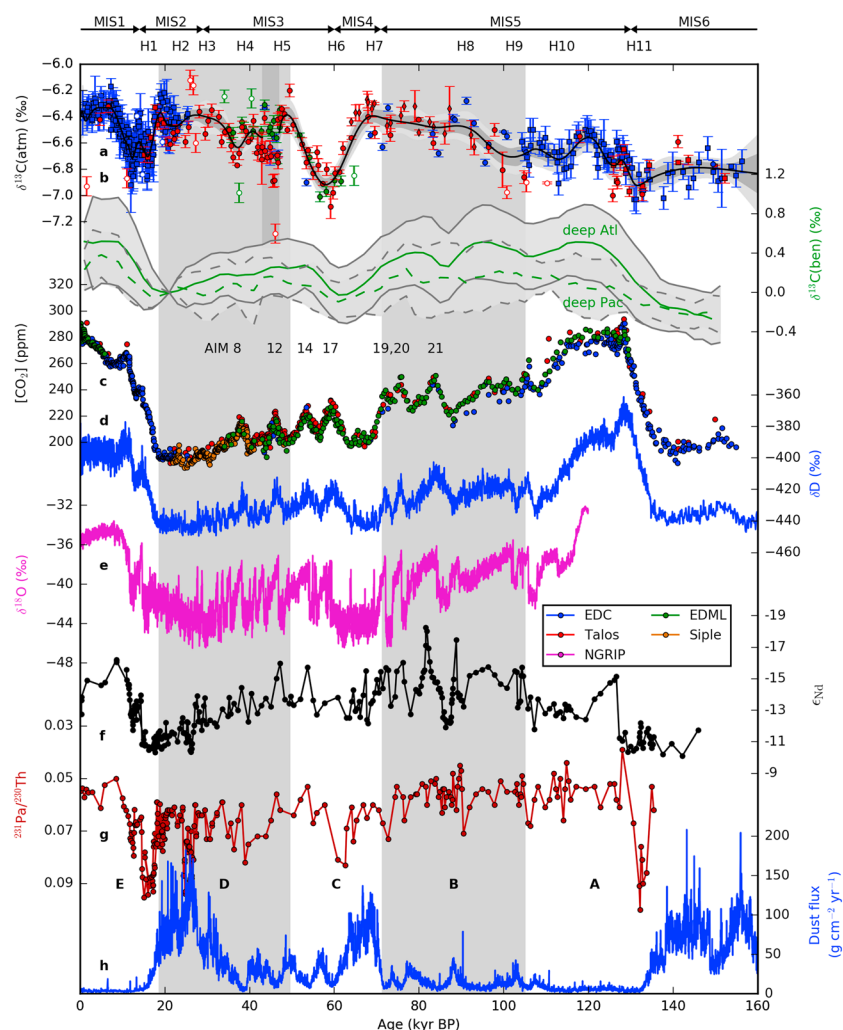 MIS1 MIS2 MIS3 MIS4 MIS5 MIS6
H1 H2 H3 H4 H5 H6 H7 H8 H9 H10 H11
−6.0
−6.4
−6.8
−7.0
−7.2
δ¹³C(atm) (‰)
a
b
1.2
0.8
0.4
0.0
−0.4
δ¹³C(ben) (‰)
deep Atl
deep Pac
320
300
280
260
240
220
200
[CO₂] (ppm)
AIM 8 12 14 17 19,20 21
c
d
−360
−380
−400
−420
−440
−460
δD (‰)
−32
−36
−40
−44
−48
δ¹⁸O (‰)
e
EDC EDML
Talos Siple
NGRIP
-19
-17
-15
-13
-11
-9
ϵNd
f
0.03
0.05
0.07
0.09
²³¹Pa/²³⁰Th
g
E D C B A
200
150
100
50
0
Dust flux
(g cm⁻² yr⁻¹)
h
0 20 40 60 80 100 120 140 160
Age (kyr BP)